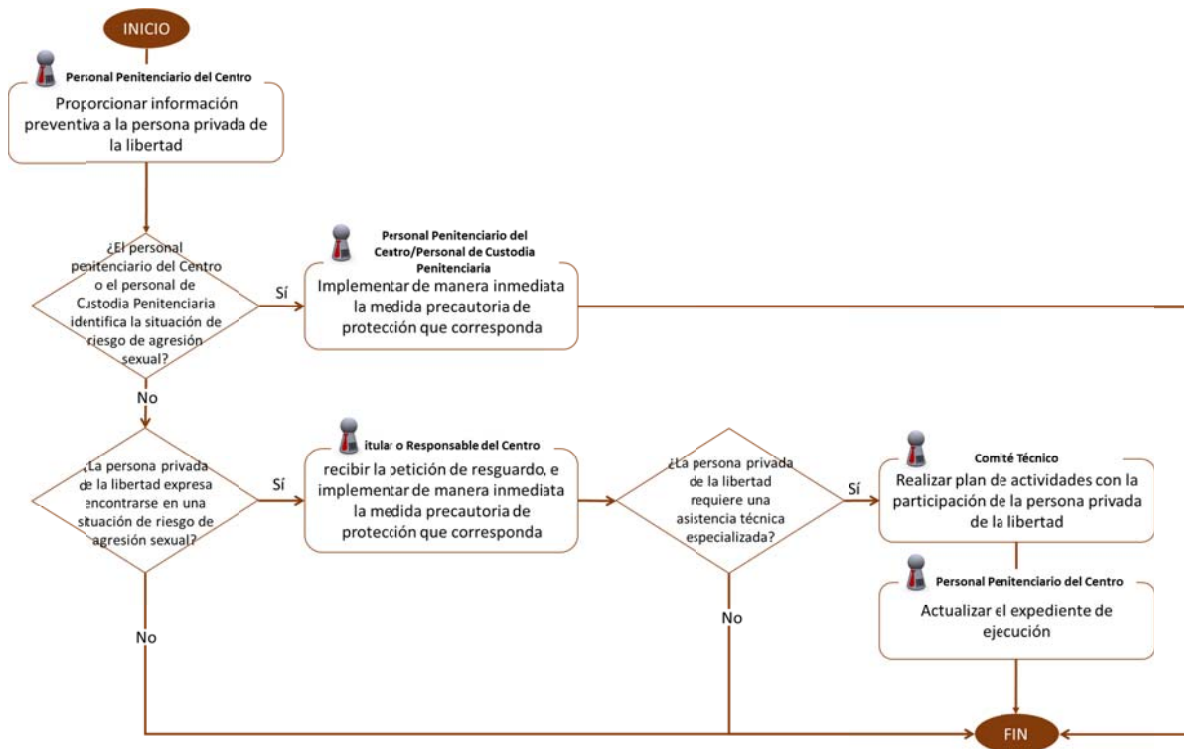 INICIO
Personal Penitenciario del Centro
Proporcionar información
preventiva a la persona privada de
la libertad
¿El personal
penitenciario del Centro
o el personal de
Custodia Penitenciaria
identifica la situación de
riesgo de agresión
sexual?
Sí
Personal Penitenciario del
Centro/Personal de Custodia
Penitenciaria
Implementar de manera inmediata
la medida precautoria de
protección que corresponda
No
¿La persona privada
de la libertad expresa
encontrarse en una
situación de riesgo de
agresión sexual?
Sí
itular o Responsable del Centro
recibir la petición de resguardo, e
implementar de manera inmediata
la medida precautoria de
protección que corresponda
¿La persona privada
de la libertad
requiere una
asistencia técnica
especializada?
Sí
Comité Técnico
Realizar plan de actividades con la
participación de la persona privada
de la libertad
Personal Penitenciario del Centro
Actualizar el expediente de
ejecución
No
No
FIN